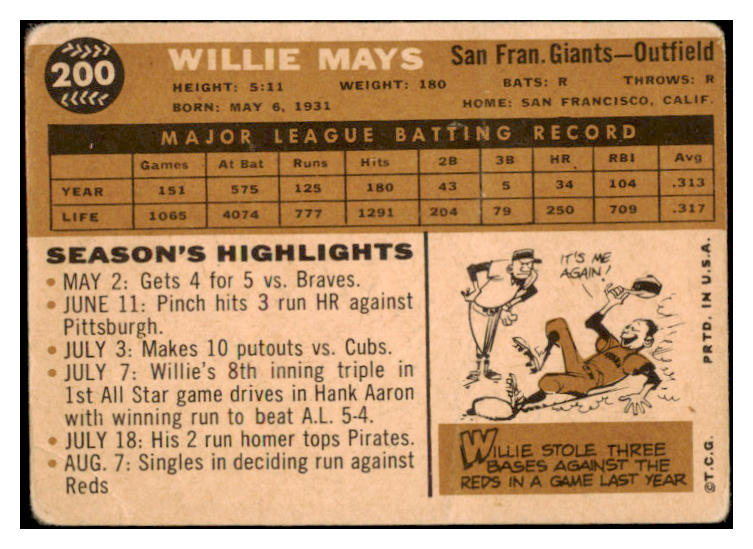 200
WILLIE MAYS San Fran. Giants—Outfield
HEIGHT: 5:11 WEIGHT: 180 BATS: R THROWS: R
BORN: MAY 6, 1931 HOME: SAN FRANCISCO, CALIF.
MAJOR LEAGUE BATTING RECORD
Games At Bat Runs Hits 2B 3B HR RBI Avg
YEAR 151 575 125 180 43 5 34 104 .313
LIFE 1065 4074 777 1291 204 79 250 709 .317
SEASON'S HIGHLIGHTS
• MAY 2: Gets 4 for 5 vs. Braves.
• JUNE 11: Pinch hits 3 run HR against
Pittsburgh.
• JULY 3: Makes 10 putouts vs. Cubs.
• JULY 7: Willie's 8th inning triple in
1st All Star game drives in Hank Aaron
with winning run to beat A.L. 5-4.
• JULY 18: His 2 run homer tops Pirates.
• AUG. 7: Singles in deciding run against
Reds
IT'S ME
AGAIN!
WILLIE STOLE THREE
BASES AGAINST THE
REDS IN A GAME LAST YEAR
©T.C.G. PRTD. IN U.S.A.